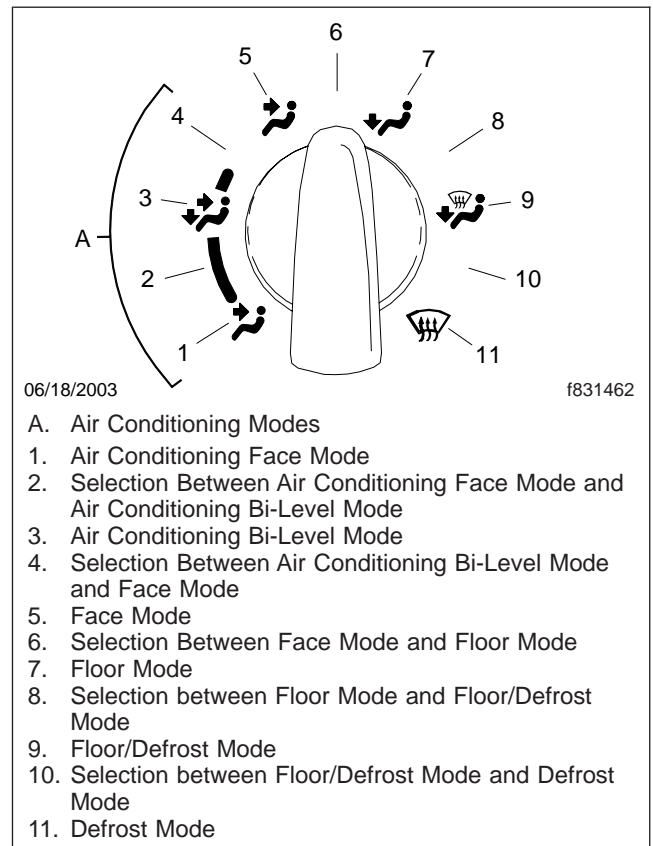 6
5
7
4
8
3
9
A
2
10
1
11
06/18/2003
f831462
A. Air Conditioning Modes
1. Air Conditioning Face Mode
2. Selection Between Air Conditioning Face Mode and
Air Conditioning Bi-Level Mode
3. Air Conditioning Bi-Level Mode
4. Selection Between Air Conditioning Bi-Level Mode
and Face Mode
5. Face Mode
6. Selection Between Face Mode and Floor Mode
7. Floor Mode
8. Selection between Floor Mode and Floor/Defrost
Mode
9. Floor/Defrost Mode
10. Selection between Floor/Defrost Mode and Defrost
Mode
11. Defrost Mode